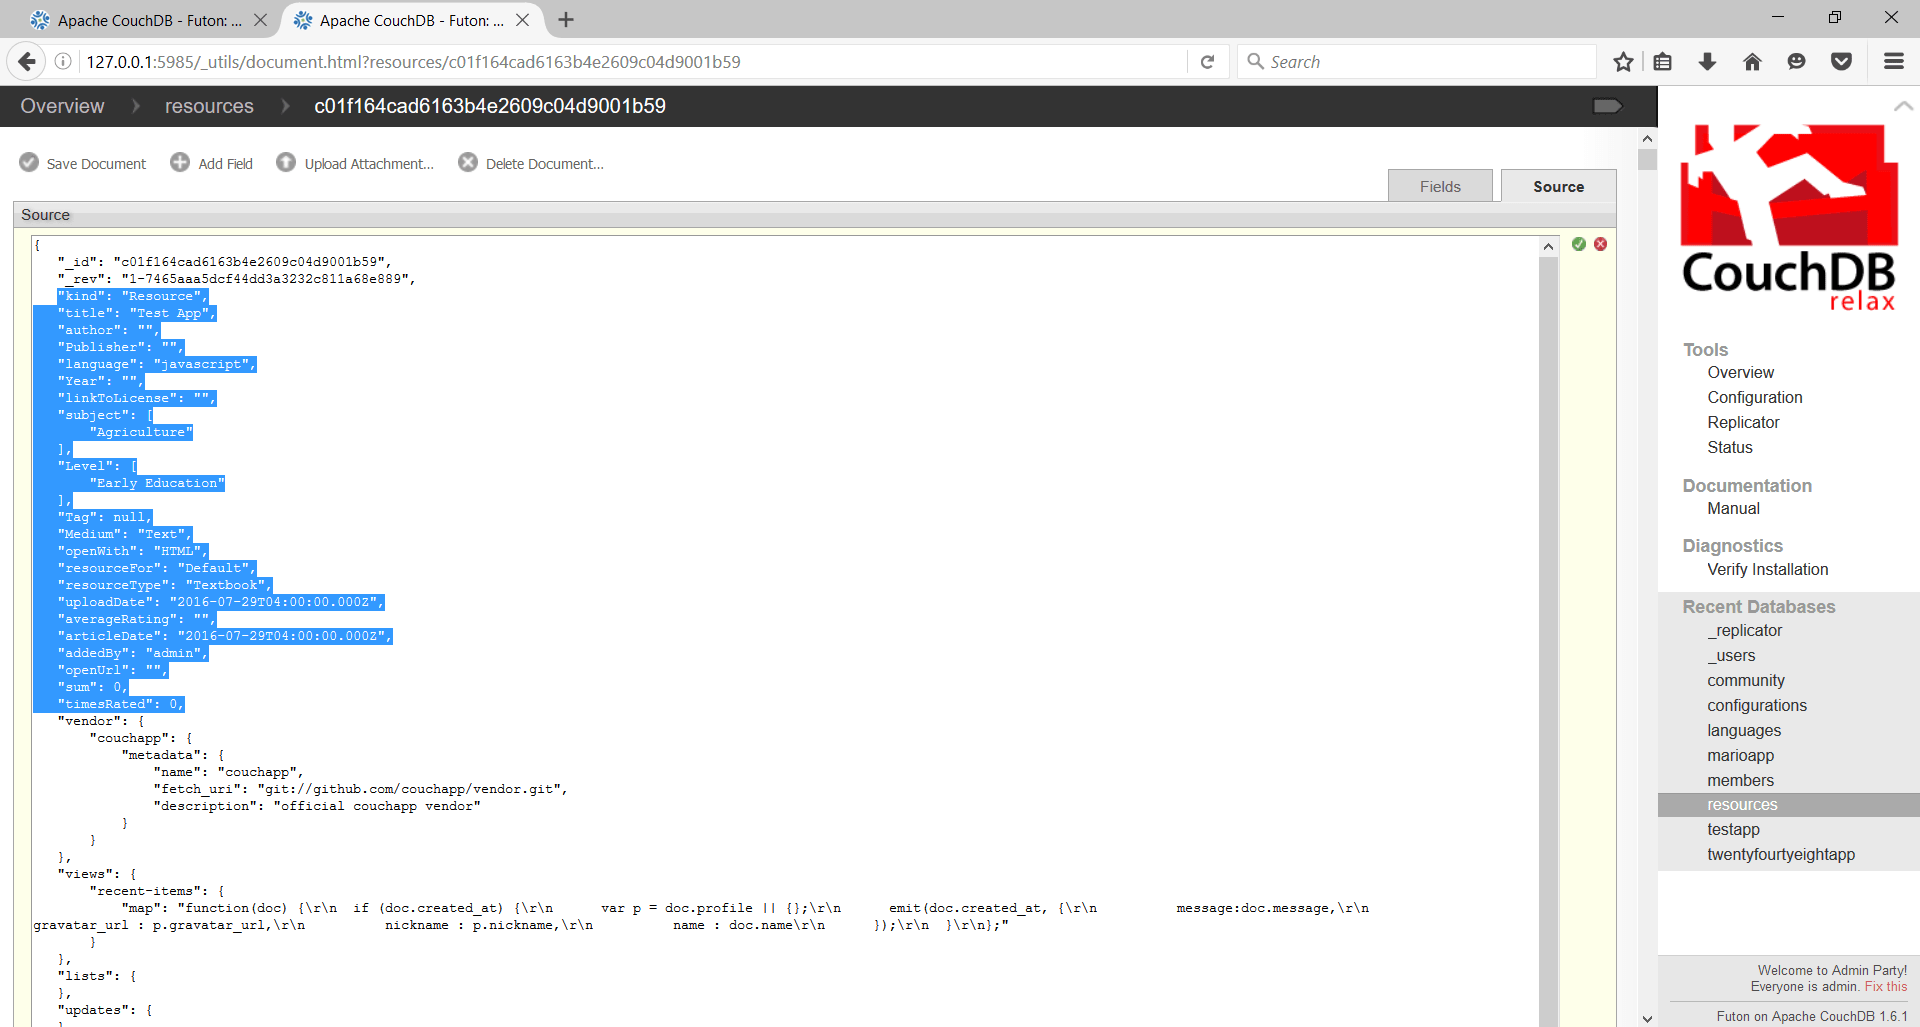 Apache CouchDB - Futon: ...
Apache CouchDB - Futon: ...
127.0.0.1:5985/_utils/document.html?resources/c01f164cad6163b4e2609c04d9001b59
Search
Overview
resources
c01f164cad6163b4e2609c04d9001b59
Save Document
Add Field
Upload Attachment...
Delete Document...
Fields
Source
Source
{
"_id": "c01f164cad6163b4e2609c04d9001b59",
"_rev": "1-7465aaa5dcf44dd3a3232c811a68e889",
"kind": "Resource",
"title": "Test App",
"author": "",
"Publisher": "",
"language": "javascript",
"Year": "",
"linkToLicense": "",
"subject": [
"Agriculture"
],
"Level": [
"Early Education"
],
"Tag": null,
"Medium": "Text",
"openWith": "HTML",
"resourceFor": "Default",
"resourceType": "Textbook",
"uploadDate": "2016-07-29T04:00:00.000Z",
"averageRating": "",
"articleDate": "2016-07-29T04:00:00.000Z",
"addedBy": "admin",
"openUrl": "",
"sum": 0,
"timesRated": 0,
"vendor": {
"couchapp": {
"metadata": {
"name": "couchapp",
"fetch_uri": "git://github.com/couchapp/vendor.git",
"description": "official couchapp vendor"
}
}
},
"views": {
"recent-items": {
"map": "function(doc) {\r\n  if (doc.created_at) {\r\n      var p = doc.profile || {};\r\n      emit(doc.created_at, {\r\n          message:doc.message,\r\n
gravatar_url : p.gravatar_url,\r\n          nickname : p.nickname,\r\n          name : doc.name\r\n      });\r\n  }\r\n};"
}
},
"lists": {
},
"updates": {
CouchDB
relax
Tools
Overview
Configuration
Replicator
Status
Documentation
Manual
Diagnostics
Verify Installation
Recent Databases
_replicator
_users
community
configurations
languages
marioapp
members
resources
testapp
twentyfourtyeightapp
Welcome to Admin Party!
Everyone is admin. Fix this
Futon on Apache CouchDB 1.6.1